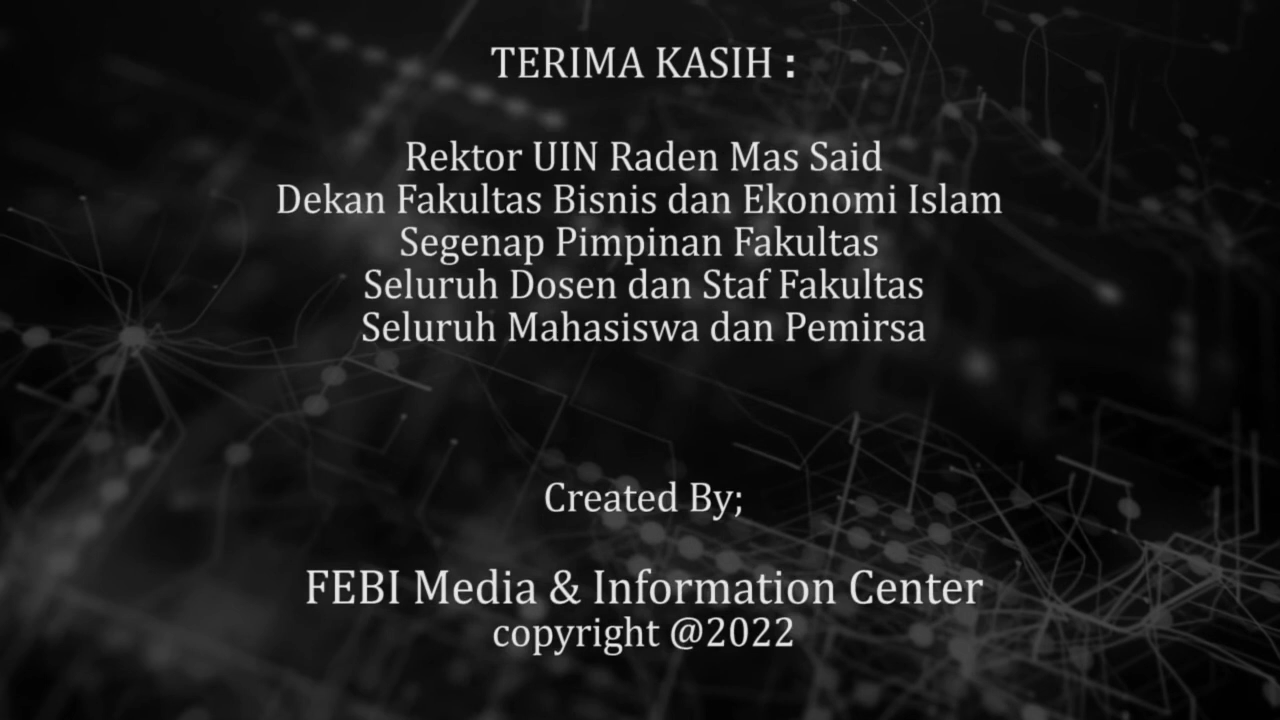 TERIMA KASIH :
Rektor UIN Raden Mas Said
Dekan Fakultas Bisnis dan Ekonomi Islam
Segenap Pimpinan Fakultas
Seluruh Dosen dan Staf Fakultas
Seluruh Mahasiswa dan Pemirsa
Created By;
FEBI Media & Information Center
copyright @2022